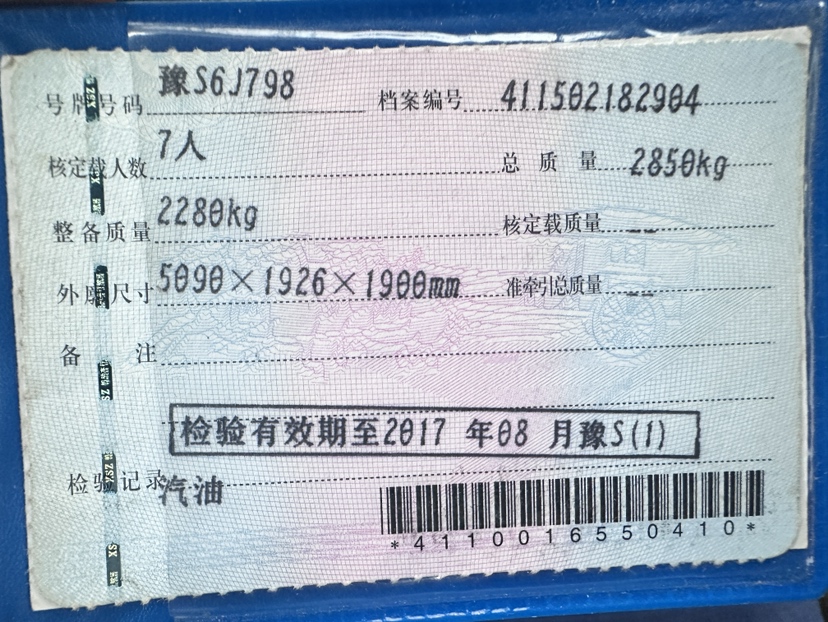 号牌号码 豫S6J798 档案编号 411502182904
核定载人数 7人 总质量 2850kg
整备质量 2280kg 核定载质量 --
外廓尺寸 5090×1926×1900mm 准牵引总质量 --
备注
检验有效期至2017 年08 月豫S(1)
检验记录 汽油
*4110016550410*